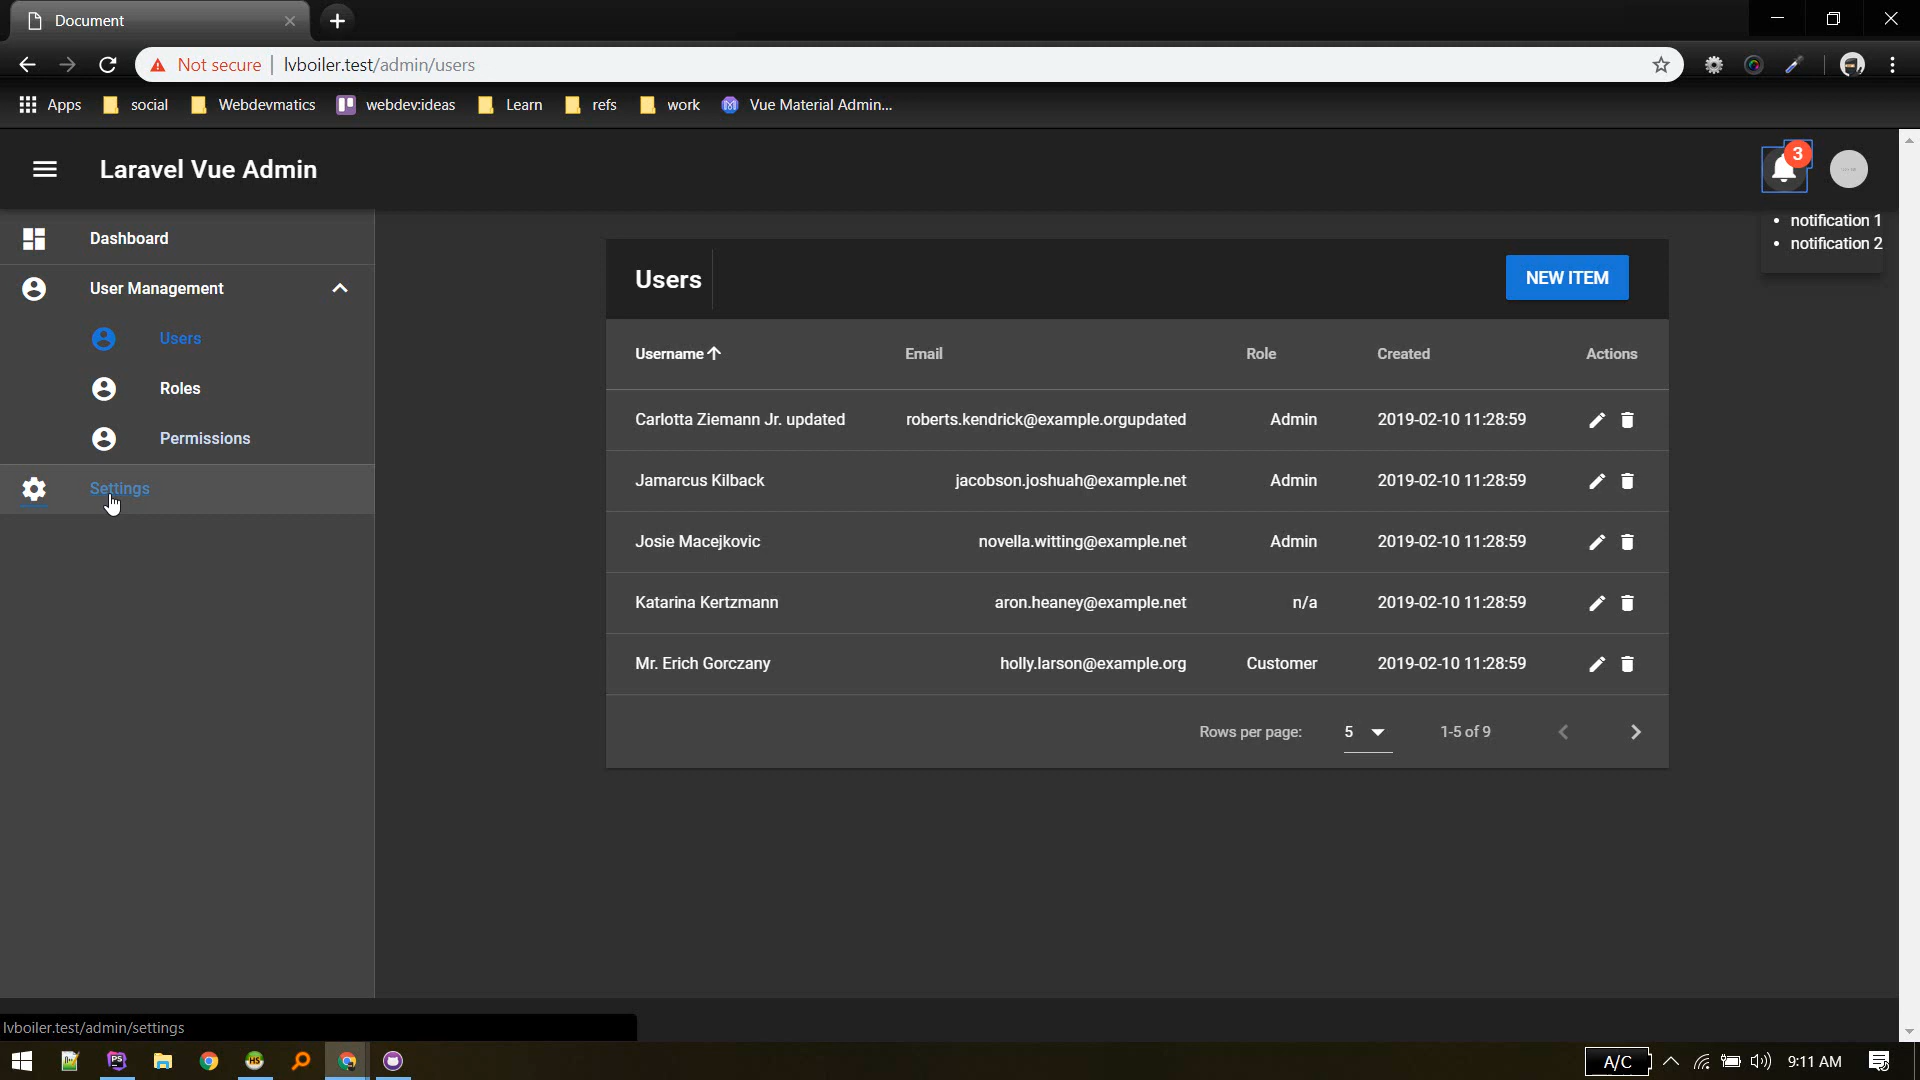 Document
Not secure lvboiler.test/admin/users
Apps social Webdevmatics webdev:ideas Learn refs work Vue Material Admin...
Laravel Vue Admin 3
notification 1
notification 2
Dashboard
User Management
Users
Roles
Permissions
Settings
Users NEW ITEM
Username Email Role Created Actions
Carlotta Ziemann Jr. updated roberts.kendrick@example.orgupdated Admin 2019-02-10 11:28:59
Jamarcus Kilback jacobson.joshuah@example.net Admin 2019-02-10 11:28:59
Josie Macejkovic novella.witting@example.net Admin 2019-02-10 11:28:59
Katarina Kertzmann aron.heaney@example.net n/a 2019-02-10 11:28:59
Mr. Erich Gorczany holly.larson@example.org Customer 2019-02-10 11:28:59
Rows per page: 5 1-5 of 9
lvboiler.test/admin/settings
PS HS A/C 9:11 AM